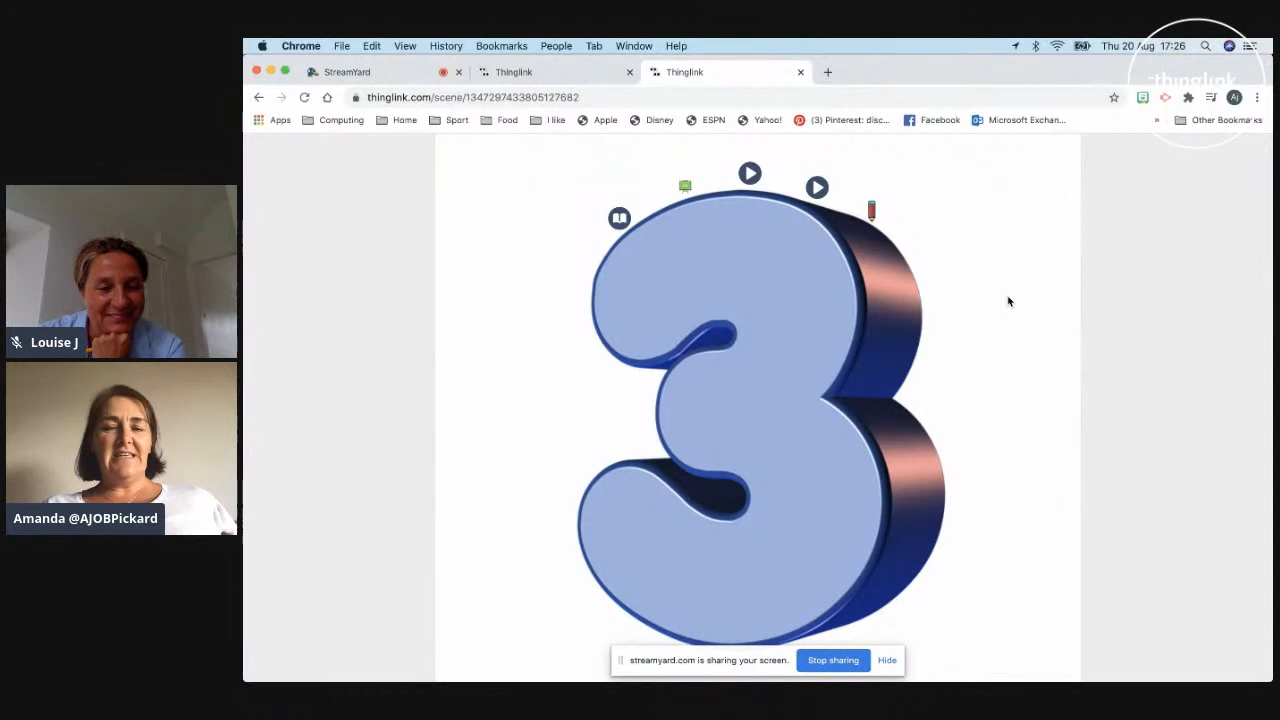 Chrome File Edit View History Bookmarks People Tab Window Help Thu 20 Aug 17:26
StreamYard Thinglink Thinglink
thinglink.com/scene/1347297433805127682 AJ
Apps Computing Home Sport Food I like Apple Disney ESPN Yahoo! (3) Pinterest: disc... Facebook Microsoft Exchan... » Other Bookmarks
thinglink
3
Louise J
Amanda @AJOBPickard
streamyard.com is sharing your screen. Stop sharing Hide